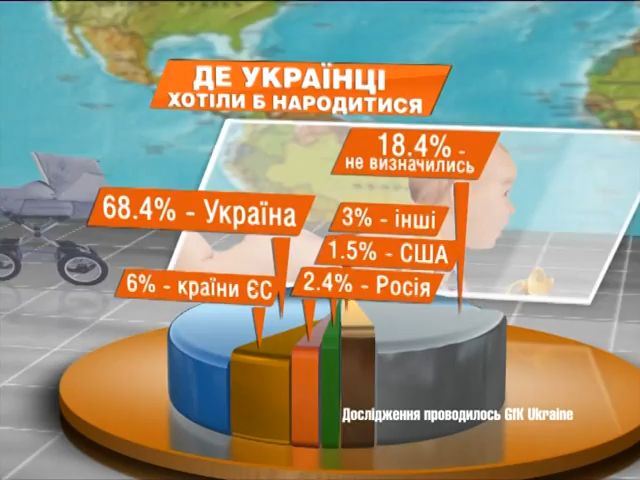 ДЕ УКРАЇНЦІ
ХОТІЛИ Б НАРОДИТИСЯ
18.4% -
не визначились
68.4% - Україна
3% - інші
1.5% - США
6% - країни ЄС
2.4% - Росія
Дослідження проводилось GfK Ukraine